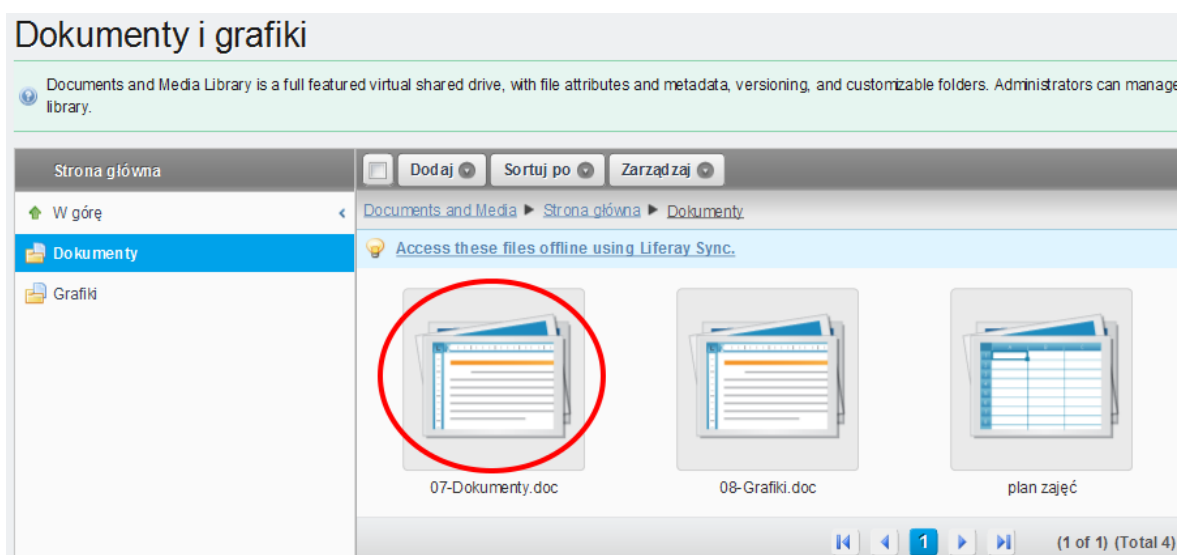 Dokumenty i grafiki
Documents and Media Library is a full featured virtual shared drive, with file attributes and metadata, versioning, and customizable folders. Administrators can manage
library.
Strona główna
Dodaj Sortuj po Zarządzaj
W górę
Documents and Media ▶ Strona główna ▶ Dokumenty
Dokumenty
Access these files offline using Liferay Sync.
Grafiki
07-Dokumenty.doc
08-Grafiki.doc
plan zajęć
1
(1 of 1) (Total 4)